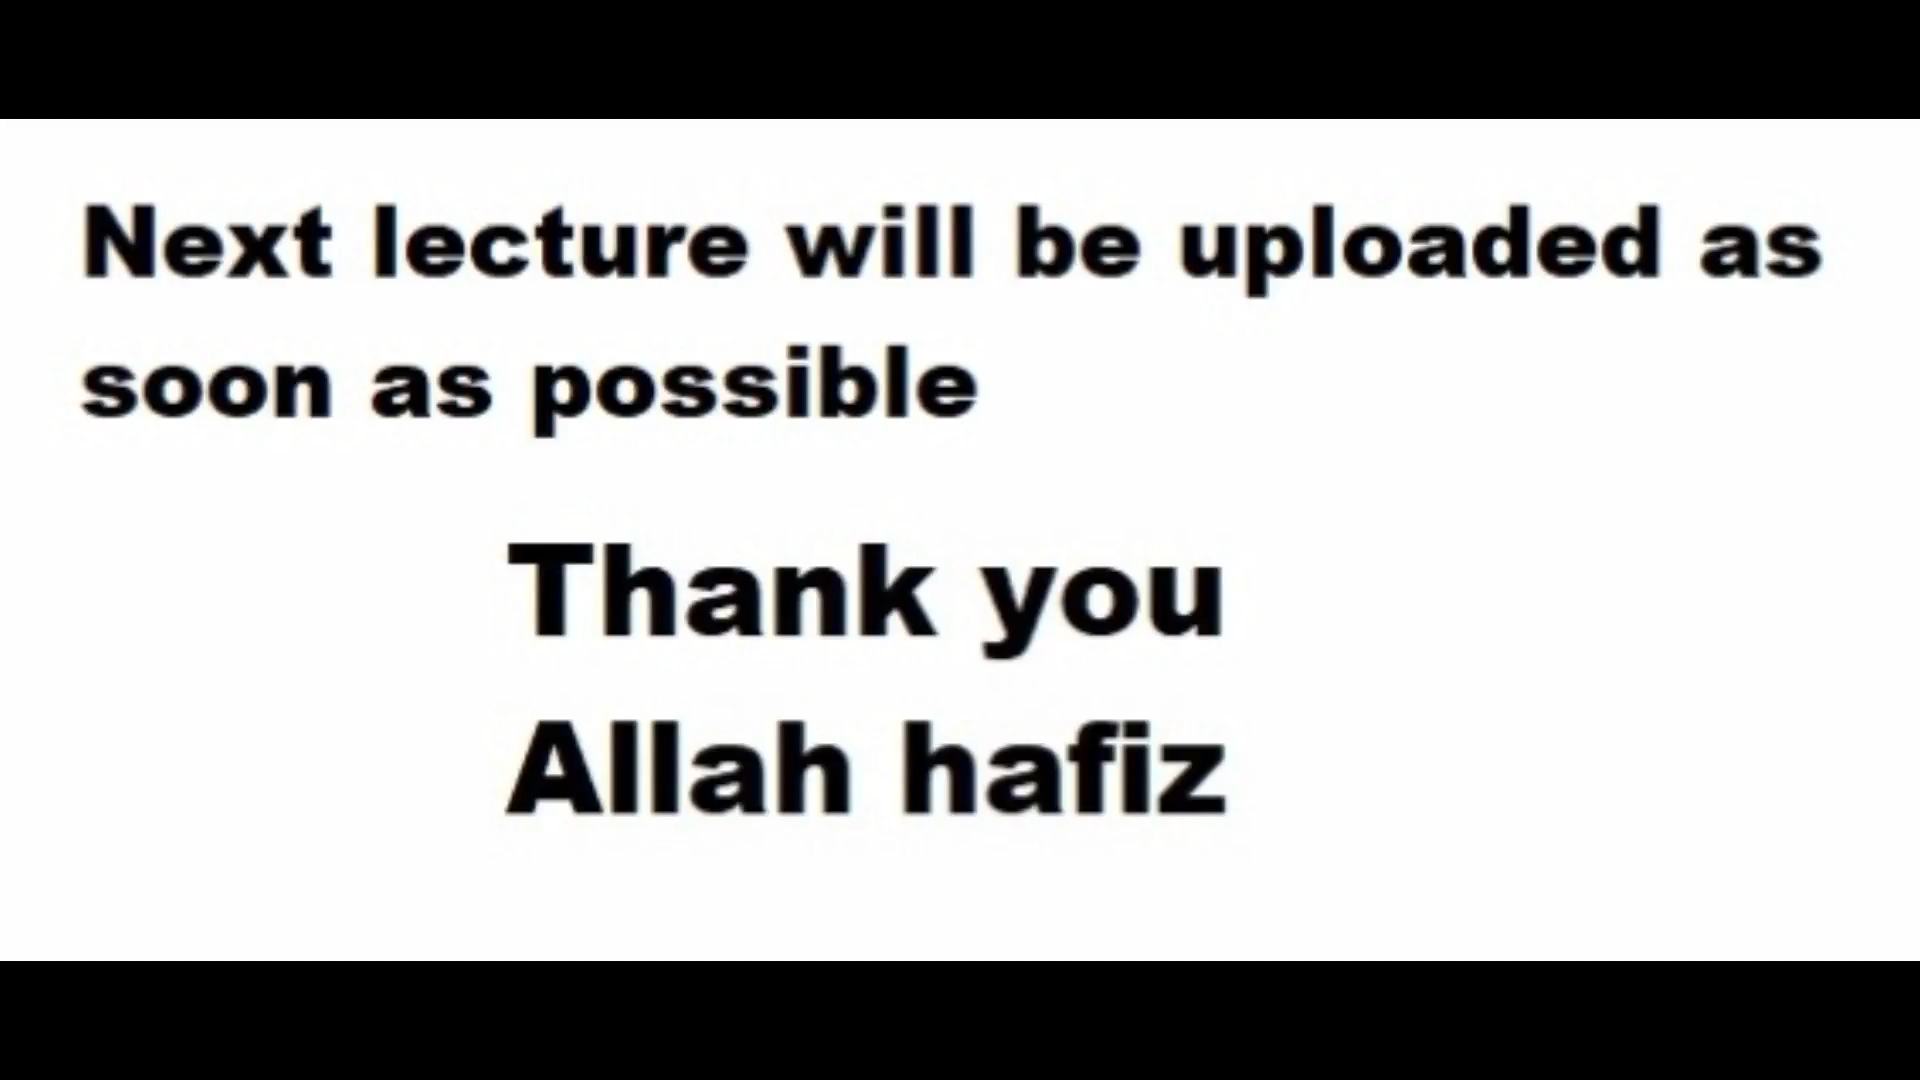 Next lecture will be uploaded as
soon as possible
Thank you
Allah hafiz